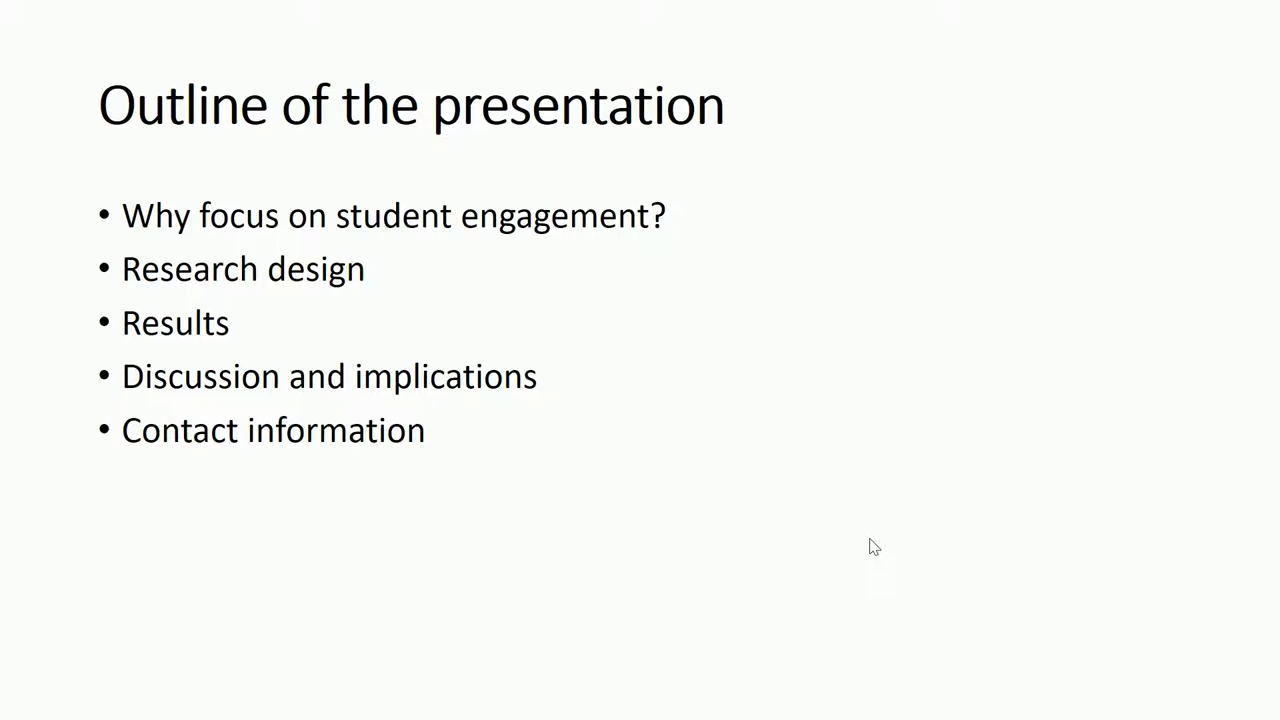 Outline of the presentation
• Why focus on student engagement?
• Research design
• Results
• Discussion and implications
• Contact information